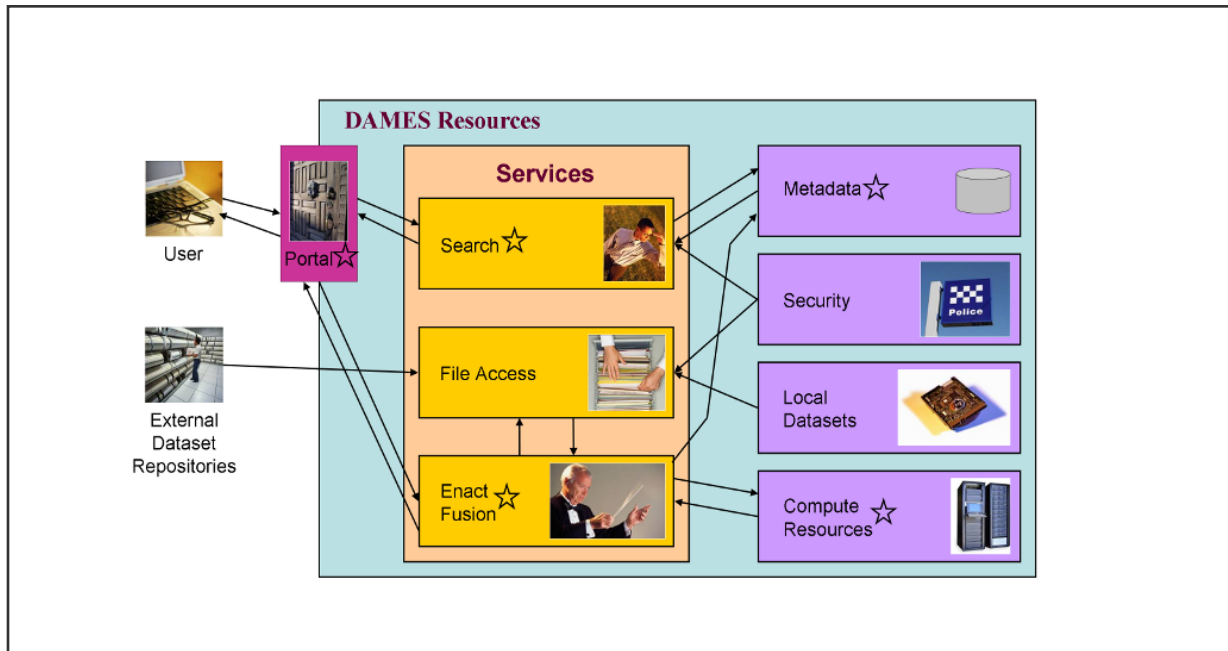 DAMES Resources
Services
Portal
User
External
Dataset
Repositories
Search
File Access
Enact
Fusion
Metadata
Security
Police
Local
Datasets
Compute
Resources